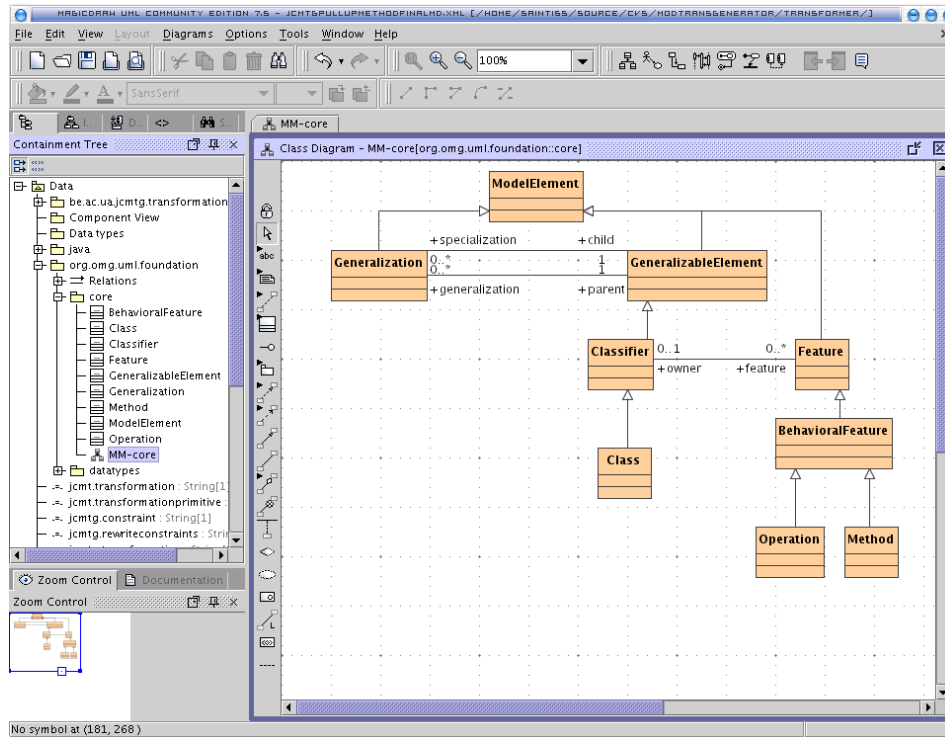 MAGICDRAW UML COMMUNITY EDITION 7.5 - JCMTGPULLUPMETHODFINALMD.XML [/HOME/SAINTISS/SOURCE/CVS/MODTRANSGENERATOR/TRANSFORMER/]
File Edit View Layout Diagrams Options Tools Window Help
100%
SansSerif
I.. D.. <> S..
MM-core
Containment Tree
Class Diagram - MM-core[org.omg.uml.foundation::core]
Data
be.ac.ua.jcmtg.transformation
Component View
Data types
java
org.omg.uml.foundation
Relations
core
BehavioralFeature
Class
Classifier
Feature
GeneralizableElement
Generalization
Method
ModelElement
Operation
MM-core
datatypes
jcmt.transformation : String[1]
jcmt.transformationprimitive :
jcmtg.constraint : String[1]
jcmtg.rewriteconstraints : Strin
Zoom Control Documentation
Zoom Control
abc
ModelElement
+specialization +child
Generalization 0..* 1 GeneralizableElement
0..* 1
+generalization +parent
Classifier 0..1 0..* Feature
+owner +feature
BehavioralFeature
Class
Operation Method
No symbol at (181, 268 )